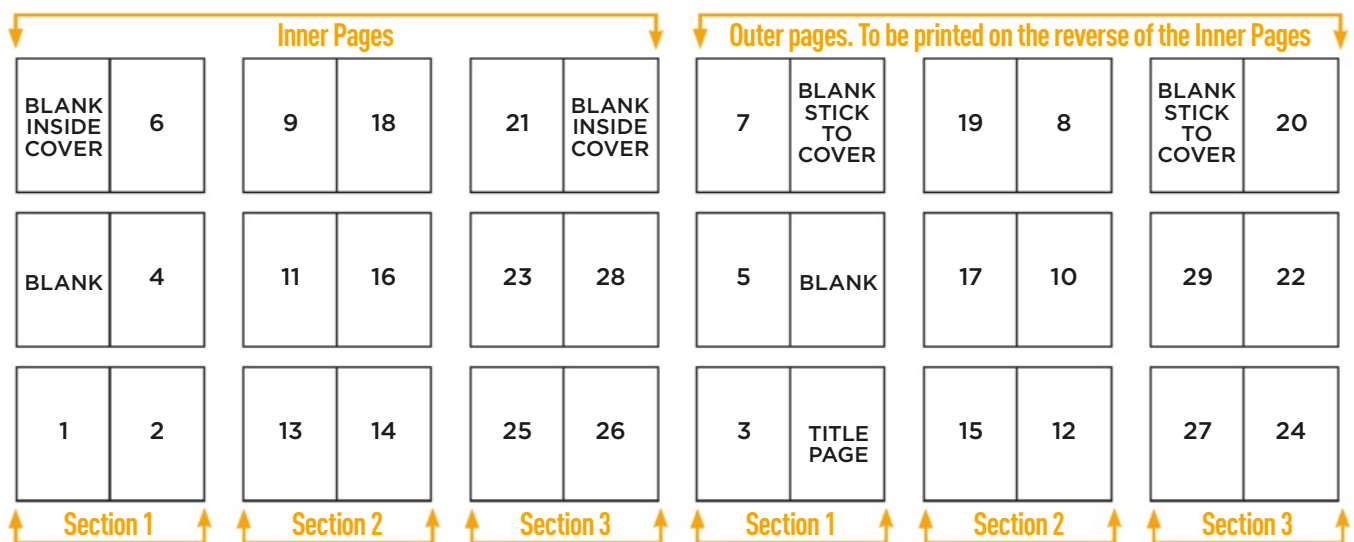 Inner Pages
Outer pages. To be printed on the reverse of the Inner Pages
BLANK
INSIDE
COVER
6
9
18
21
BLANK
INSIDE
COVER
7
BLANK
STICK
TO
COVER
19
8
BLANK
STICK
TO
COVER
20
BLANK
4
11
16
23
28
5
BLANK
17
10
29
22
1
2
13
14
25
26
3
TITLE
PAGE
15
12
27
24
Section 1
Section 2
Section 3
Section 1
Section 2
Section 3